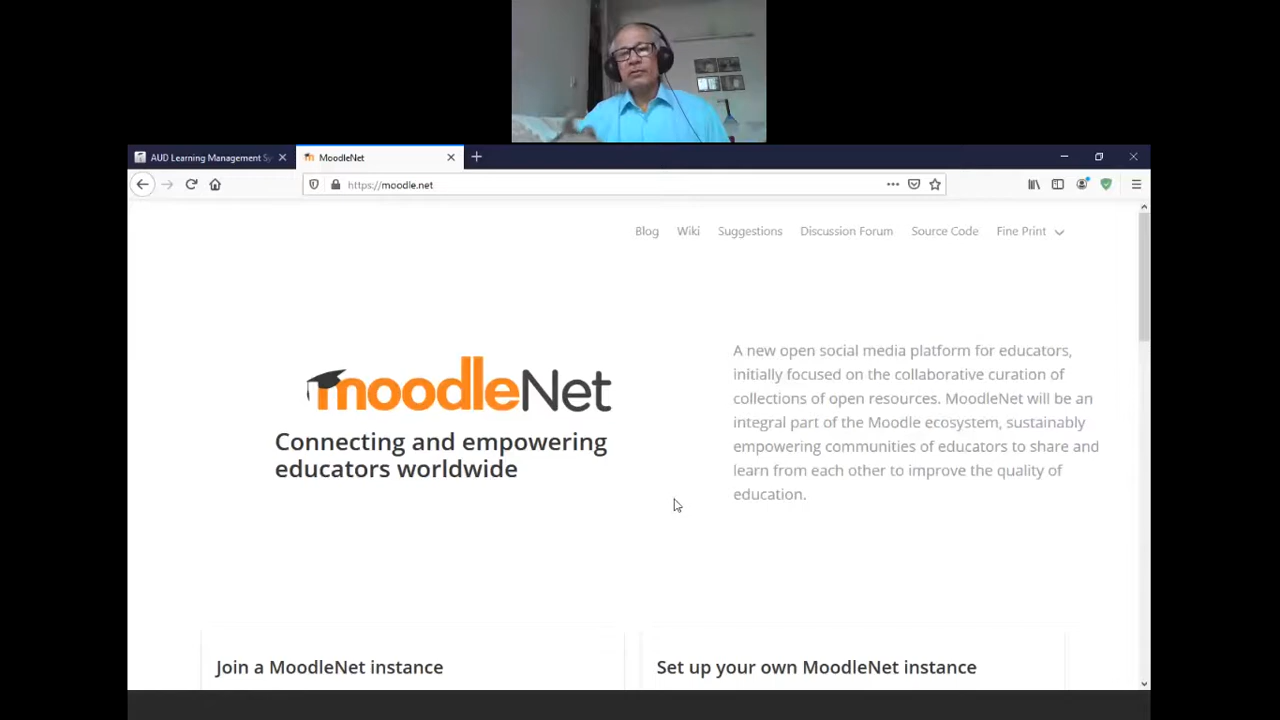 AUD Learning Management Sy
MoodleNet
https://moodle.net
Blog
Wiki
Suggestions
Discussion Forum
Source Code
Fine Print
moodleNet
Connecting and empowering
educators worldwide
A new open social media platform for educators,
initially focused on the collaborative curation of
collections of open resources. MoodleNet will be an
integral part of the Moodle ecosystem, sustainably
empowering communities of educators to share and
learn from each other to improve the quality of
education.
Join a MoodleNet instance
Set up your own MoodleNet instance